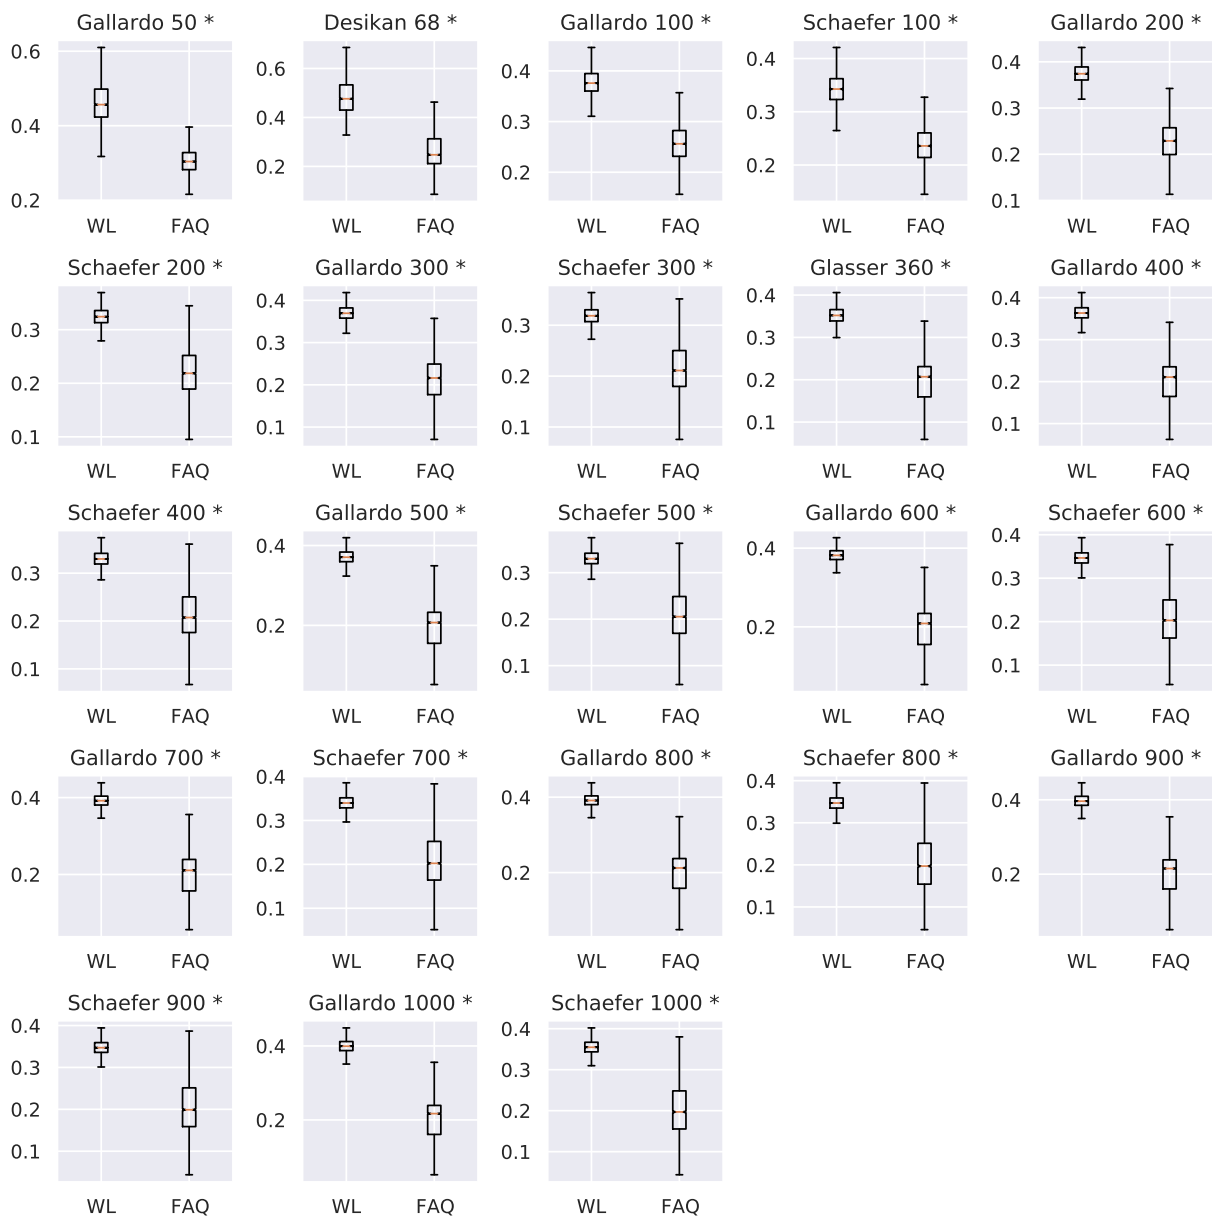 Gallardo 50 *
0.6
0.4
0.2
WL FAQ
Desikan 68 *
0.6
0.4
0.2
WL FAQ
Gallardo 100 *
0.4
0.3
0.2
WL FAQ
Schaefer 100 *
0.4
0.3
0.2
WL FAQ
Gallardo 200 *
0.4
0.3
0.2
0.1
WL FAQ
Schaefer 200 *
0.3
0.2
0.1
WL FAQ
Gallardo 300 *
0.4
0.3
0.2
0.1
WL FAQ
Schaefer 300 *
0.3
0.2
0.1
WL FAQ
Glasser 360 *
0.4
0.3
0.2
0.1
WL FAQ
Gallardo 400 *
0.4
0.3
0.2
0.1
WL FAQ
Schaefer 400 *
0.3
0.2
0.1
WL FAQ
Gallardo 500 *
0.4
0.2
WL FAQ
Schaefer 500 *
0.3
0.2
0.1
WL FAQ
Gallardo 600 *
0.4
0.2
WL FAQ
Schaefer 600 *
0.4
0.3
0.2
0.1
WL FAQ
Gallardo 700 *
0.4
0.2
WL FAQ
Schaefer 700 *
0.4
0.3
0.2
0.1
WL FAQ
Gallardo 800 *
0.4
0.2
WL FAQ
Schaefer 800 *
0.4
0.3
0.2
0.1
WL FAQ
Gallardo 900 *
0.4
0.2
WL FAQ
Schaefer 900 *
0.4
0.3
0.2
0.1
WL FAQ
Gallardo 1000 *
0.4
0.2
WL FAQ
Schaefer 1000 *
0.4
0.3
0.2
0.1
WL FAQ